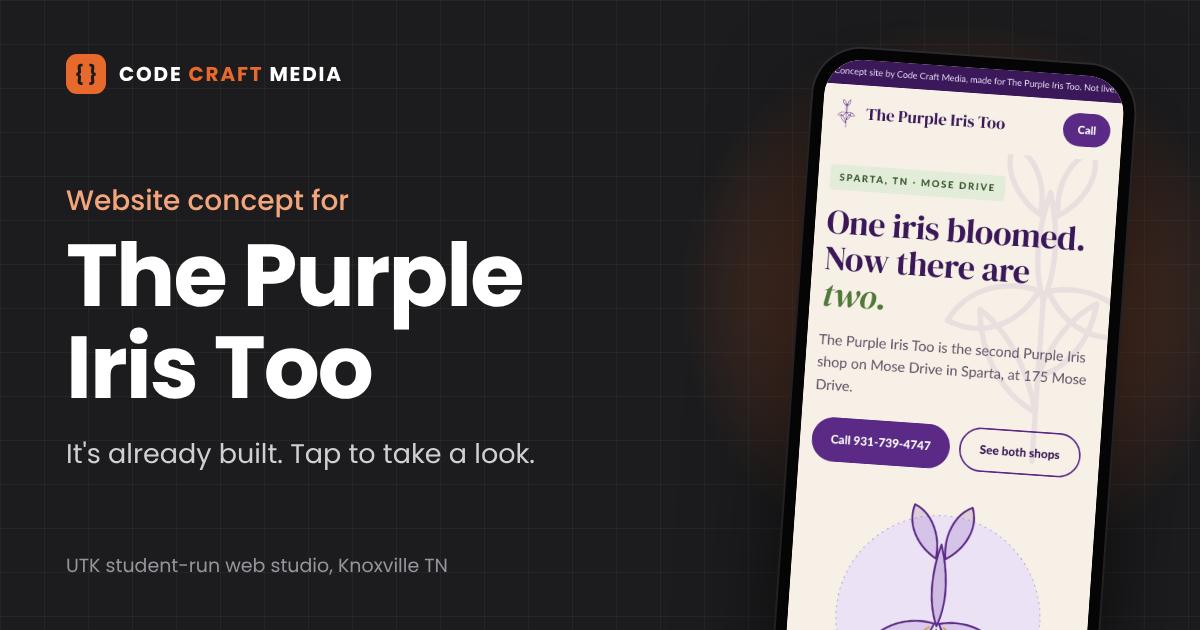 { } CODE CRAFT MEDIA
Website concept for
The Purple
Iris Too
It's already built. Tap to take a look.
UTK student-run web studio, Knoxville TN
Concept site by Code Craft Media, made for The Purple Iris Too. Not live.
The Purple Iris Too
Call
SPARTA, TN · MOSE DRIVE
One iris bloomed.
Now there are
two.
The Purple Iris Too is the second Purple Iris
shop on Mose Drive in Sparta, at 175 Mose
Drive.
Call 931-739-4747
See both shops